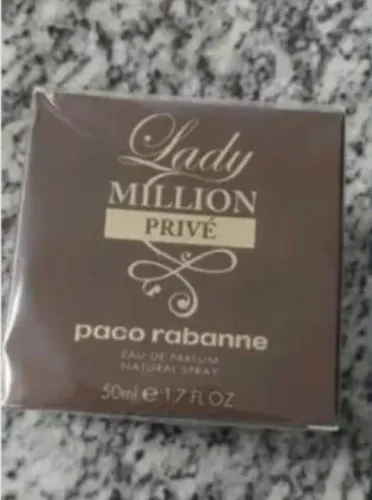 Lady
MILLION
PRIVÉ
paco rabanne
EAU DE PARFUM
NATURAL SPRAY
50ml e 1.7 FL OZ